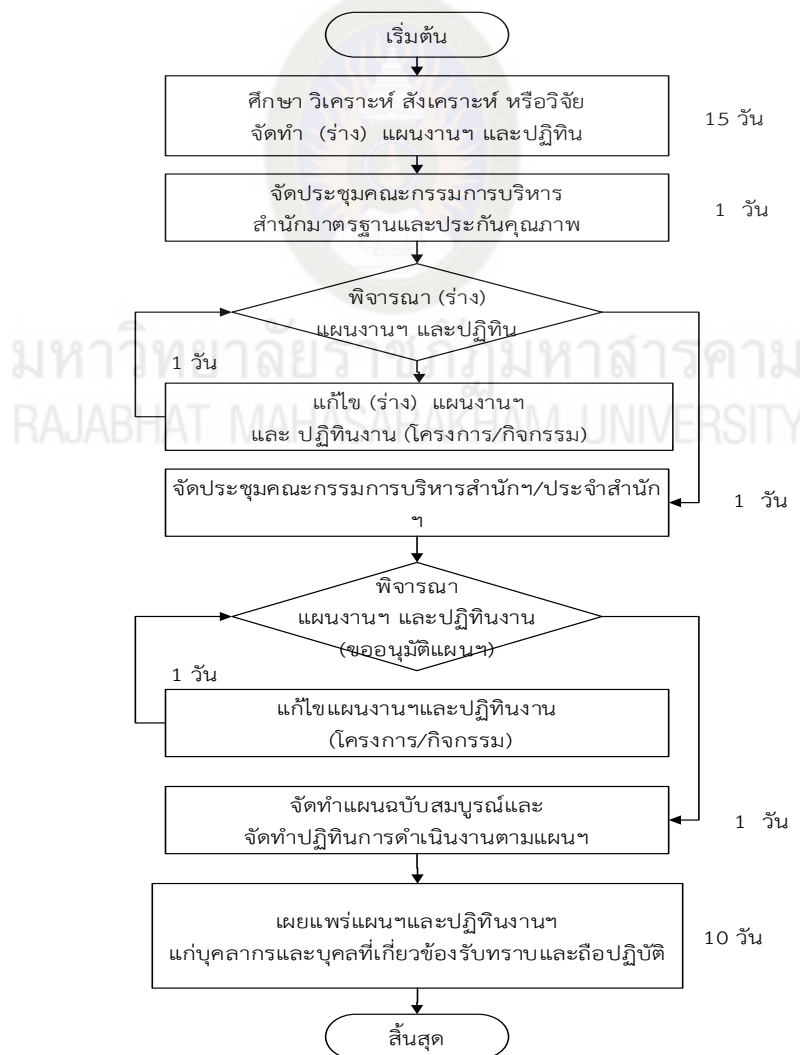 เริ่มต้น
ศึกษา วิเคราะห์ สังเคราะห์ หรือวิจัย
จัดทำ (ร่าง) แผนงานฯ และปฏิทิน
15 วัน
จัดประชุมคณะกรรมการบริหาร
สำนักมาตรฐานและประกันคุณภาพ
1 วัน
พิจารณา (ร่าง)
แผนงานฯ และปฏิทิน
มหาวิทยาลัยราชภัฏมหาสารคาม
1 วัน
แก้ไข (ร่าง) แผนงานฯ
และ ปฏิทินงาน (โครงการ/กิจกรรม)
RAJABHAT MAHASARAKHAM UNIVERSITY
จัดประชุมคณะกรรมการบริหารสำนักฯ/ประจำสำนัก
ฯ
1 วัน
พิจารณา
แผนงานฯ และปฏิทินงาน
(ขออนุมัติแผนฯ)
1 วัน
แก้ไขแผนงานฯและปฏิทินงาน
(โครงการ/กิจกรรม)
จัดทำแผนฉบับสมบูรณ์และ
จัดทำปฏิทินการดำเนินงานตามแผนฯ
1 วัน
เผยแพร่แผนฯและปฏิทินงานฯ
แก่บุคลากรและบุคลที่เกี่ยวข้องรับทราบและถือปฏิบัติ
10 วัน
สิ้นสุด